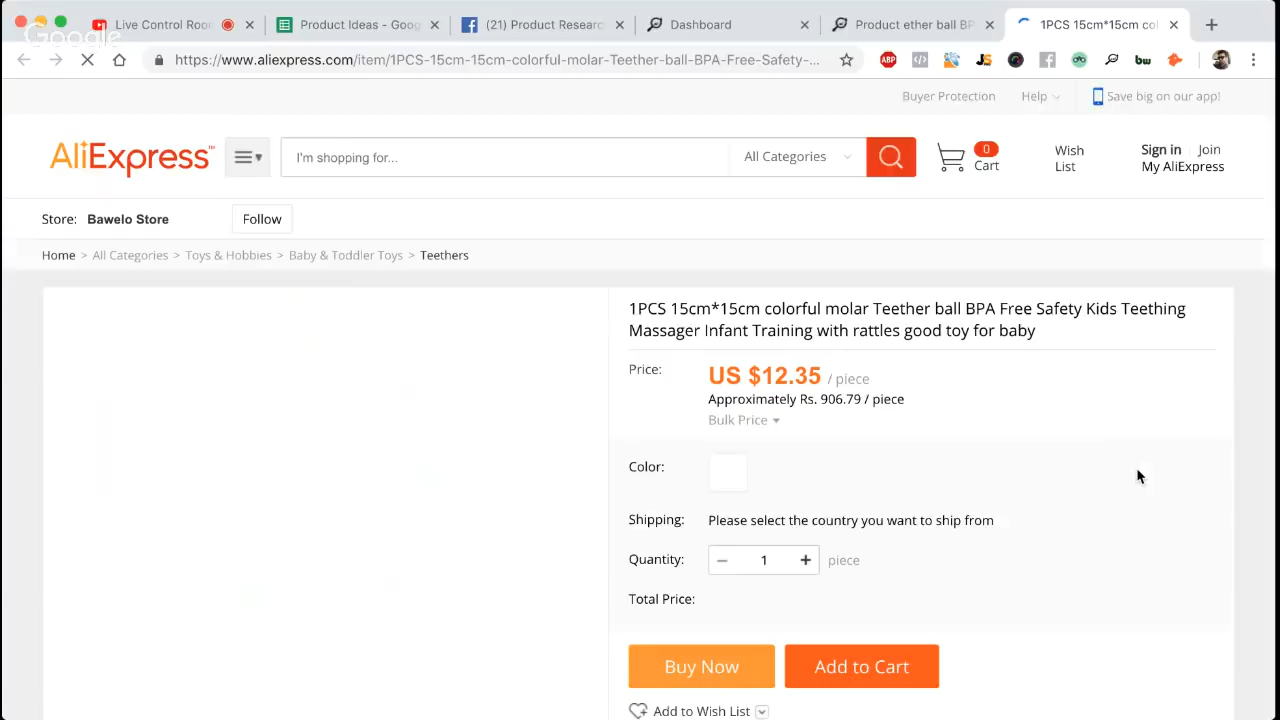 Live Control Roo
Product Ideas - Goog
(21) Product Researc
Dashboard
Product ether ball BP
1PCS 15cm*15cm col
Google
https://www.aliexpress.com/item/1PCS-15cm-15cm-colorful-molar-Teether-ball-BPA-Free-Safety-...
ABP
JS
bw
Buyer Protection
Help
Save big on our app!
AliExpress™
I'm shopping for...
All Categories
0
Cart
Wish
List
Sign in Join
My AliExpress
Store: Bawelo Store
Follow
Home > All Categories > Toys & Hobbies > Baby & Toddler Toys > Teethers
1PCS 15cm*15cm colorful molar Teether ball BPA Free Safety Kids Teething
Massager Infant Training with rattles good toy for baby
Price:
US $12.35 / piece
Approximately Rs. 906.79 / piece
Bulk Price
Color:
Shipping: Please select the country you want to ship from
Quantity: − 1 + piece
Total Price:
Buy Now
Add to Cart
Add to Wish List